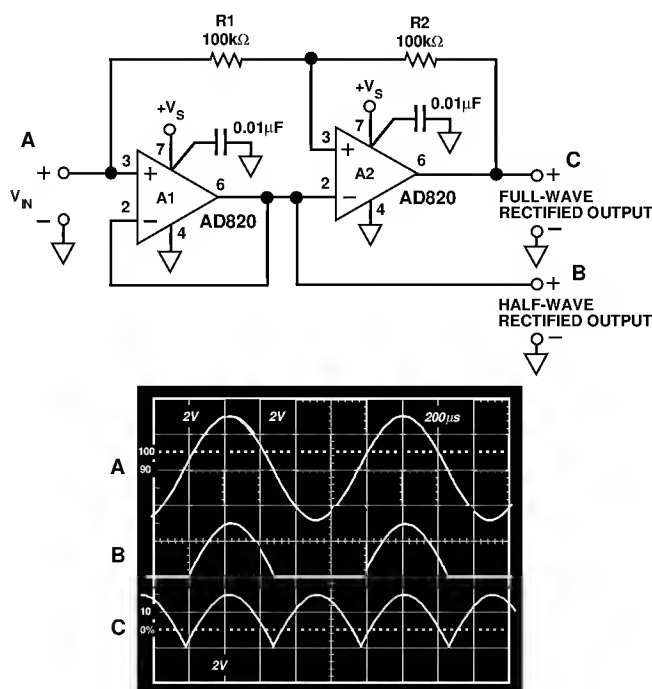 R1
100kΩ
R2
100kΩ
+VS
0.01µF
+VS
0.01µF
A
+
VIN
−
3
+
2
−
7
A1
6
4
AD820
3
+
2
−
7
A2
6
4
AD820
C
+
FULL-WAVE
RECTIFIED OUTPUT
−
B
+
HALF-WAVE
RECTIFIED OUTPUT
−
2V
2V
200µs
A
100
90
B
10
C
0%
2V